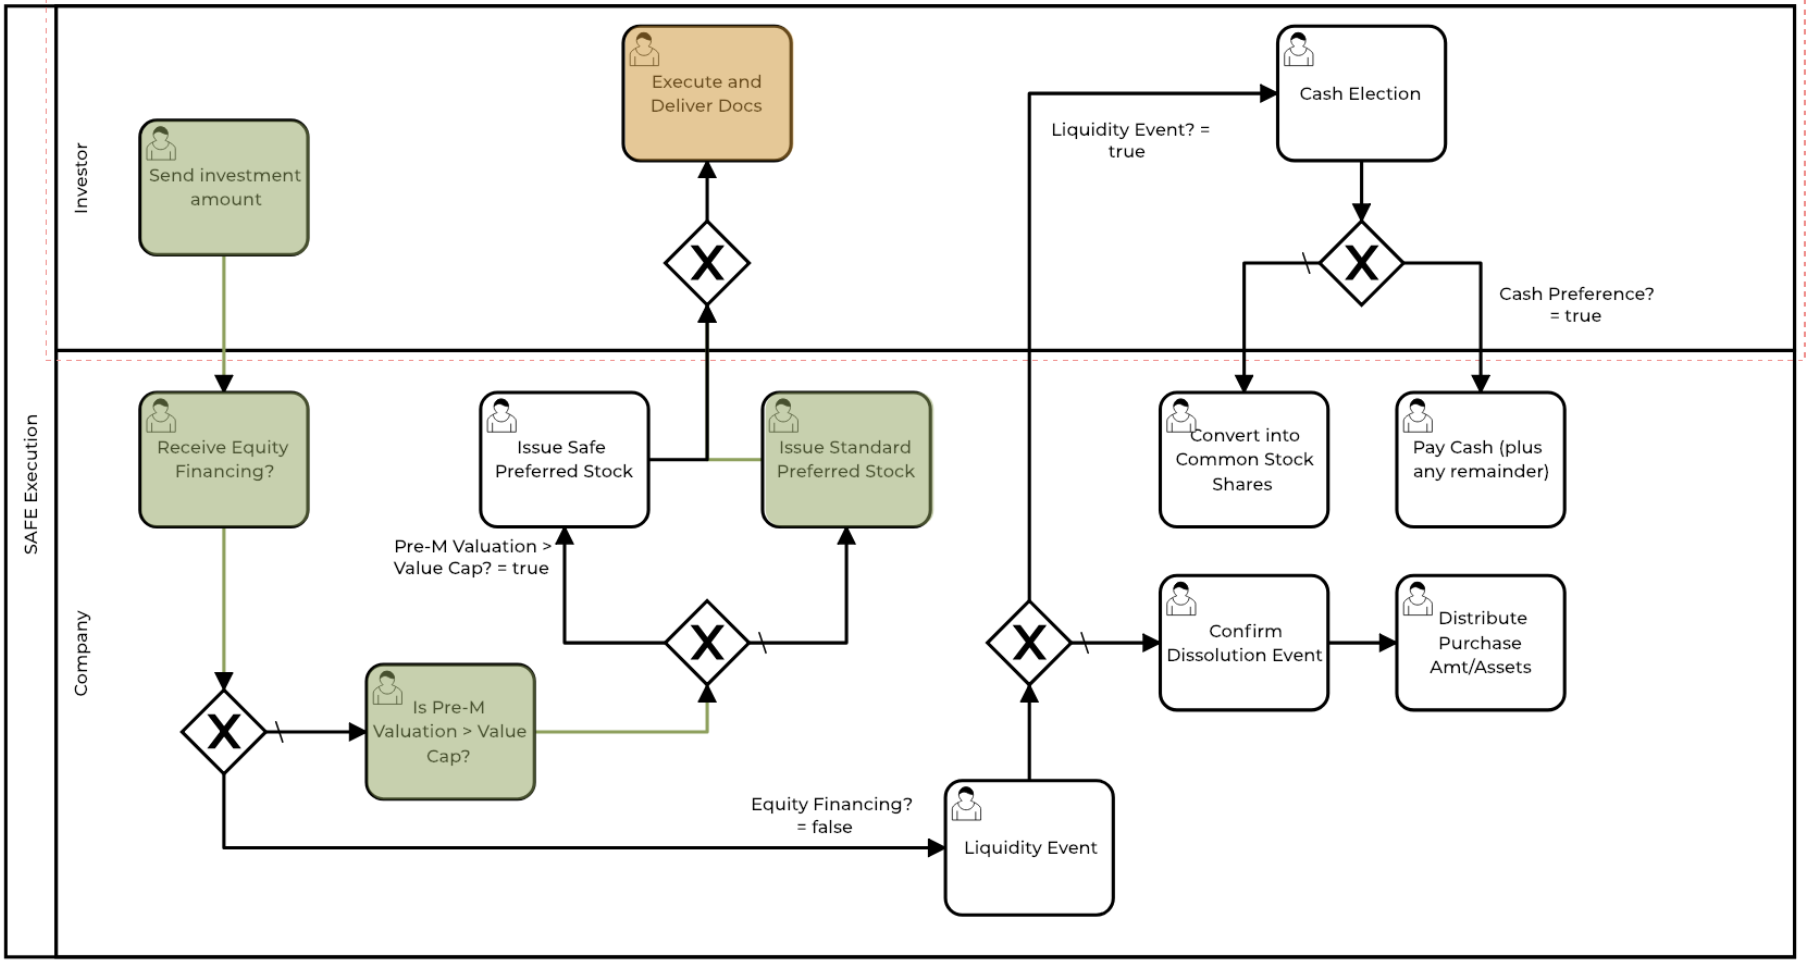 SAFE Execution
Investor
Send investment
amount
Execute and
Deliver Docs
X
Liquidity Event? =
true
Cash Election
X
Cash Preference?
= true
Company
Receive Equity
Financing?
X
Is Pre-M
Valuation > Value
Cap?
Pre-M Valuation >
Value Cap? = true
X
Issue Safe
Preferred Stock
Issue Standard
Preferred Stock
Equity Financing?
= false
Liquidity Event
X
Convert into
Common Stock
Shares
Pay Cash (plus
any remainder)
Confirm
Dissolution Event
Distribute
Purchase
Amt/Assets